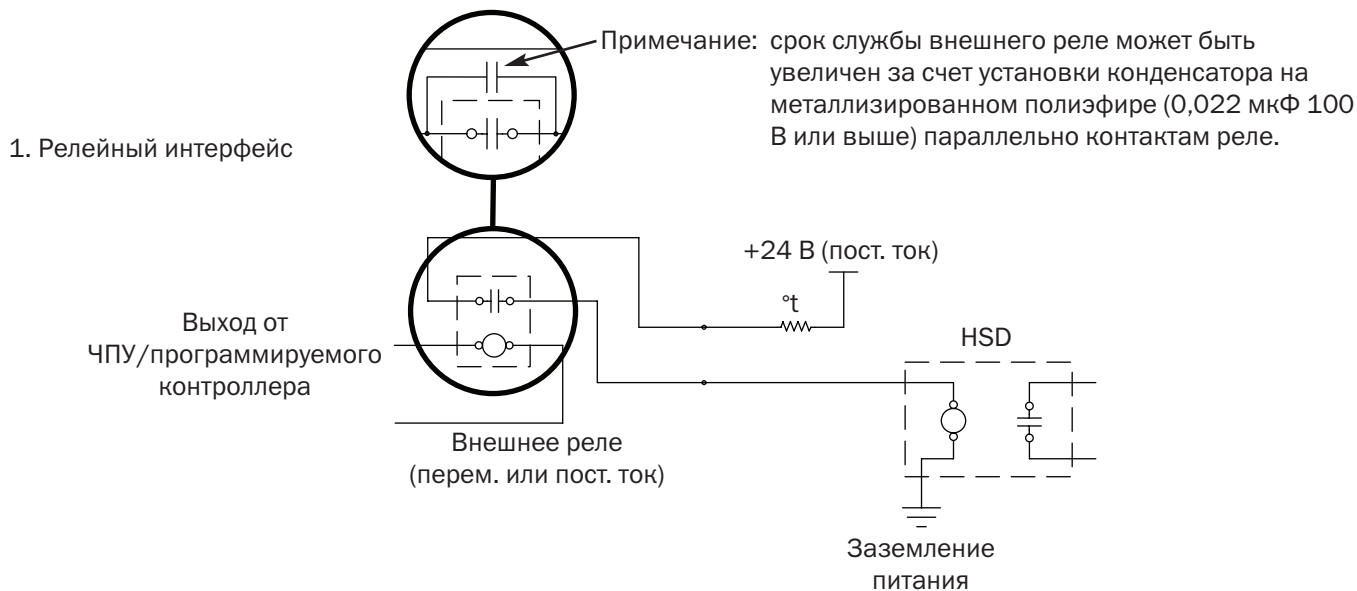 Примечание: срок службы внешнего реле может быть
увеличен за счет установки конденсатора на
металлизированном полиэфире (0,022 мкФ 100
В или выше) параллельно контактам реле.
1. Релейный интерфейс
+24 В (пост. ток)
°t
Выход от
ЧПУ/программируемого
контроллера
HSD
Внешнее реле
(перем. или пост. ток)
Заземление
питания